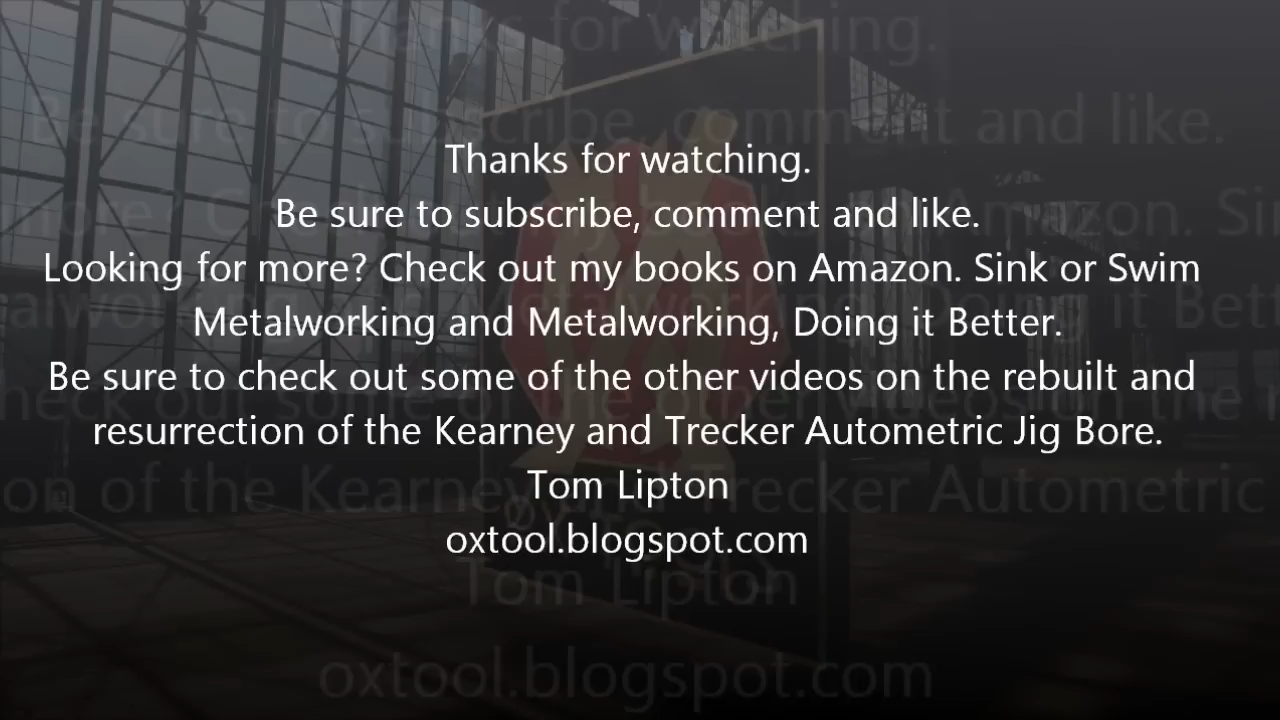 Thanks for watching.
Be sure to subscribe, comment and like.
Looking for more? Check out my books on Amazon. Sink or Swim
Metalworking and Metalworking, Doing it Better.
Be sure to check out some of the other videos on the rebuilt and
resurrection of the Kearney and Trecker Autometric Jig Bore.
Tom Lipton
oxtool.blogspot.com